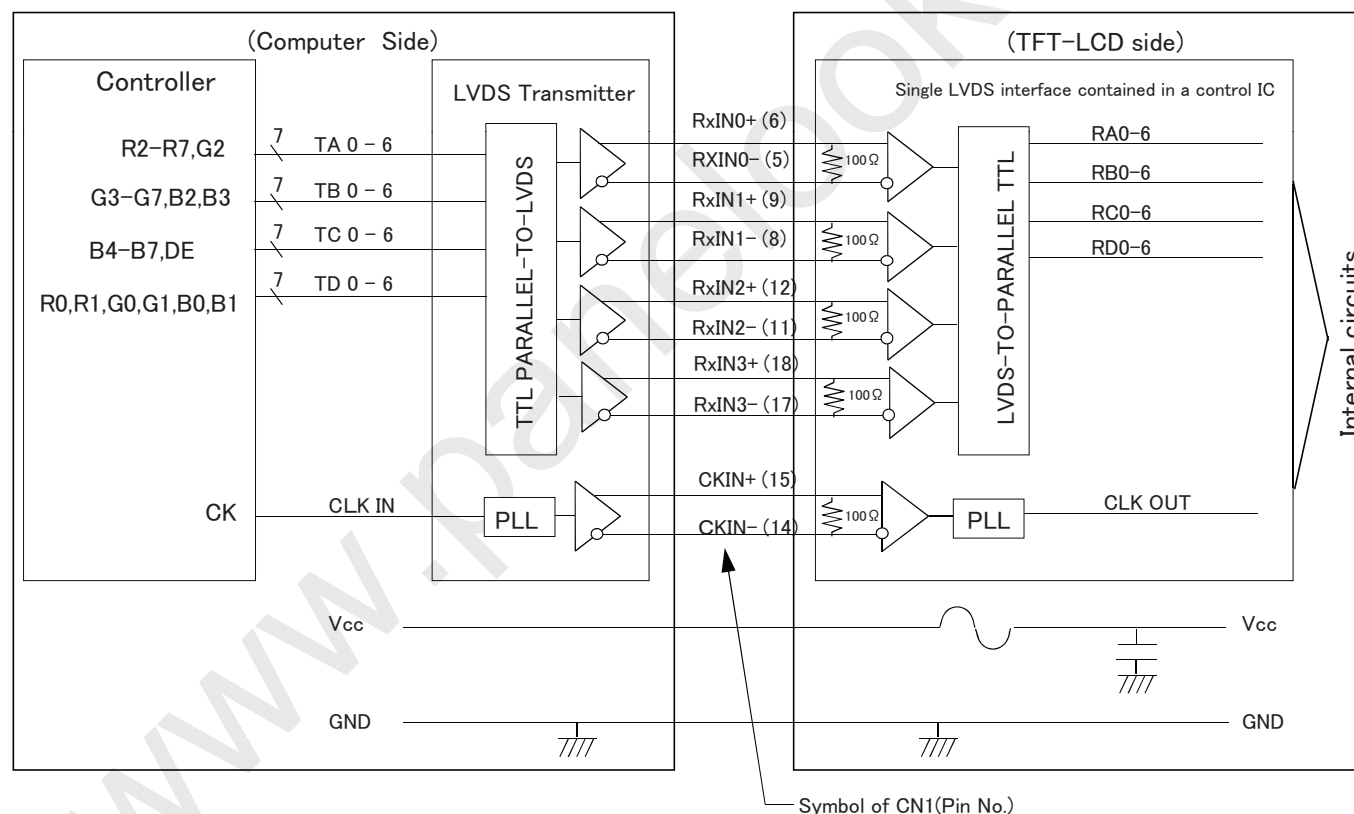 (Computer Side)
(TFT-LCD side)
Controller
LVDS Transmitter
Single LVDS interface contained in a control IC
R2-R7,G2
7
TA 0 - 6
G3-G7,B2,B3
7
TB 0 - 6
B4-B7,DE
7
TC 0 - 6
R0,R1,G0,G1,B0,B1
7
TD 0 - 6
TTL PARALLEL-TO-LVDS
RxIN0+ (6)
RXIN0- (5)
RxIN1+ (9)
RxIN1- (8)
RxIN2+ (12)
RxIN2- (11)
RxIN3+ (18)
RxIN3- (17)
100Ω
100Ω
100Ω
100Ω
LVDS-TO-PARALLEL TTL
RA0-6
RB0-6
RC0-6
RD0-6
Internal circuits
CK
CLK IN
PLL
CKIN+ (15)
CKIN- (14)
100Ω
PLL
CLK OUT
Vcc
Vcc
GND
GND
Symbol of CN1(Pin No.)
www.panelook